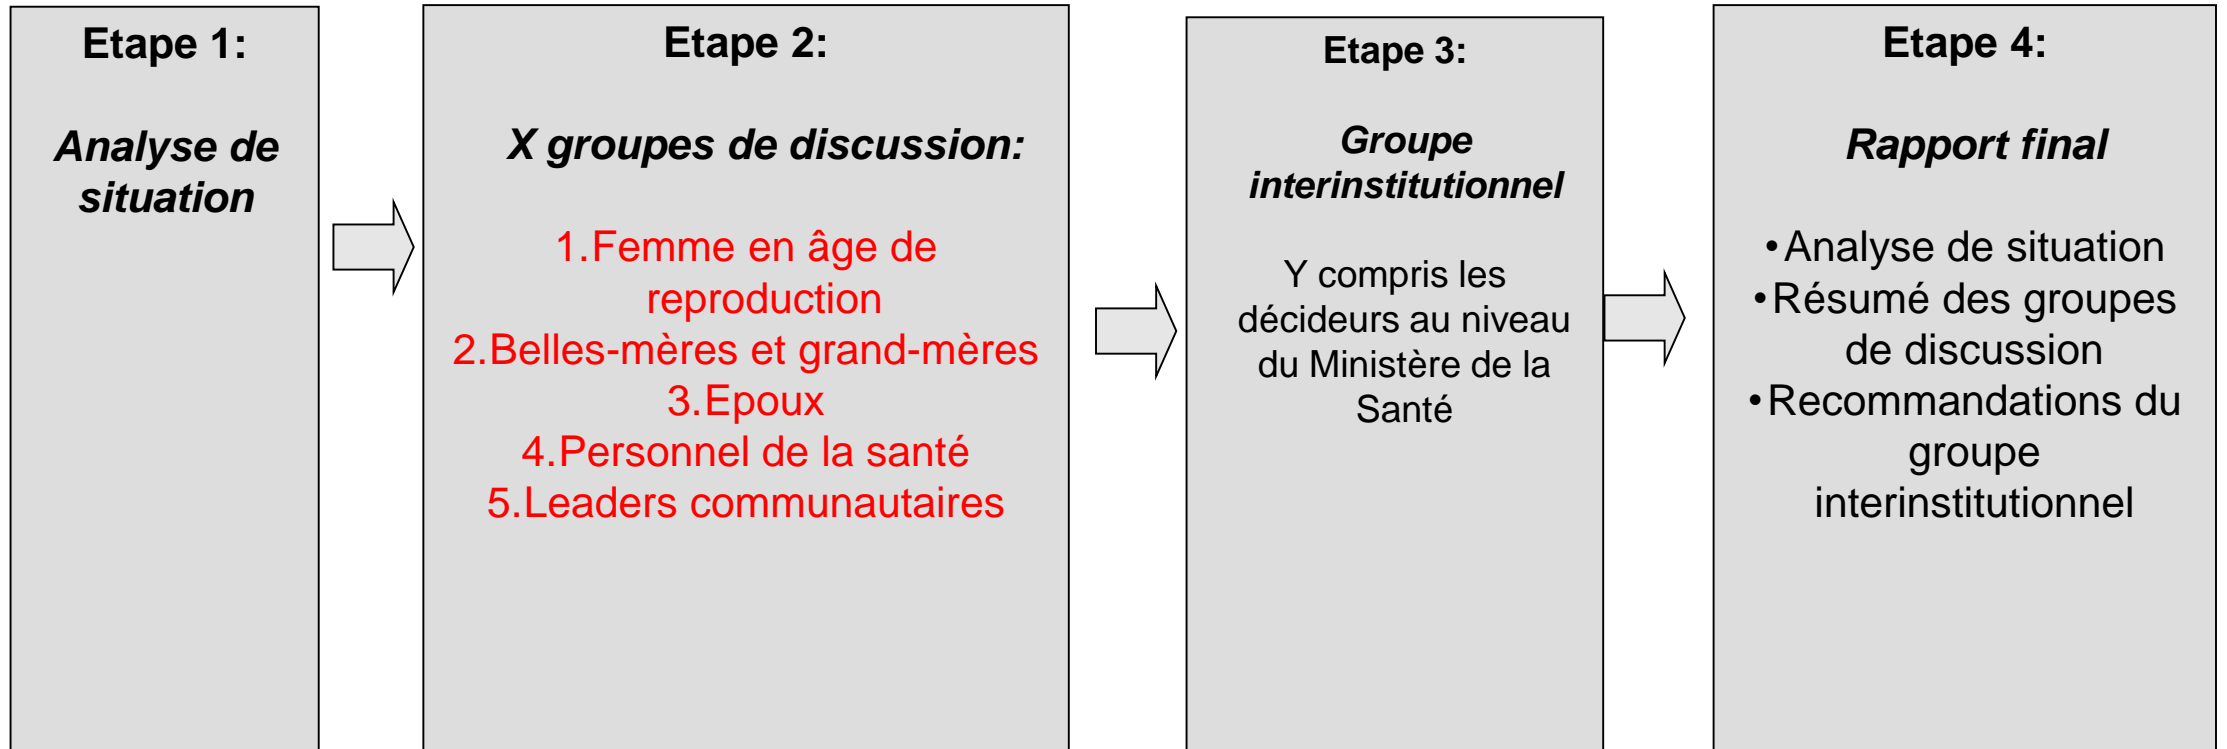 Etape 1:
Analyse de
situation
Etape 2:
X groupes de discussion:
1.Femme en âge de
reproduction
2.Belles-mères et grand-mères
3.Epoux
4.Personnel de la santé
5.Leaders communautaires
Etape 3:
Groupe
interinstitutionnel
Y compris les
décideurs au niveau
du Ministère de la
Santé
Etape 4:
Rapport final
•Analyse de situation
•Résumé des groupes
de discussion
•Recommandations du
groupe
interinstitutionnel